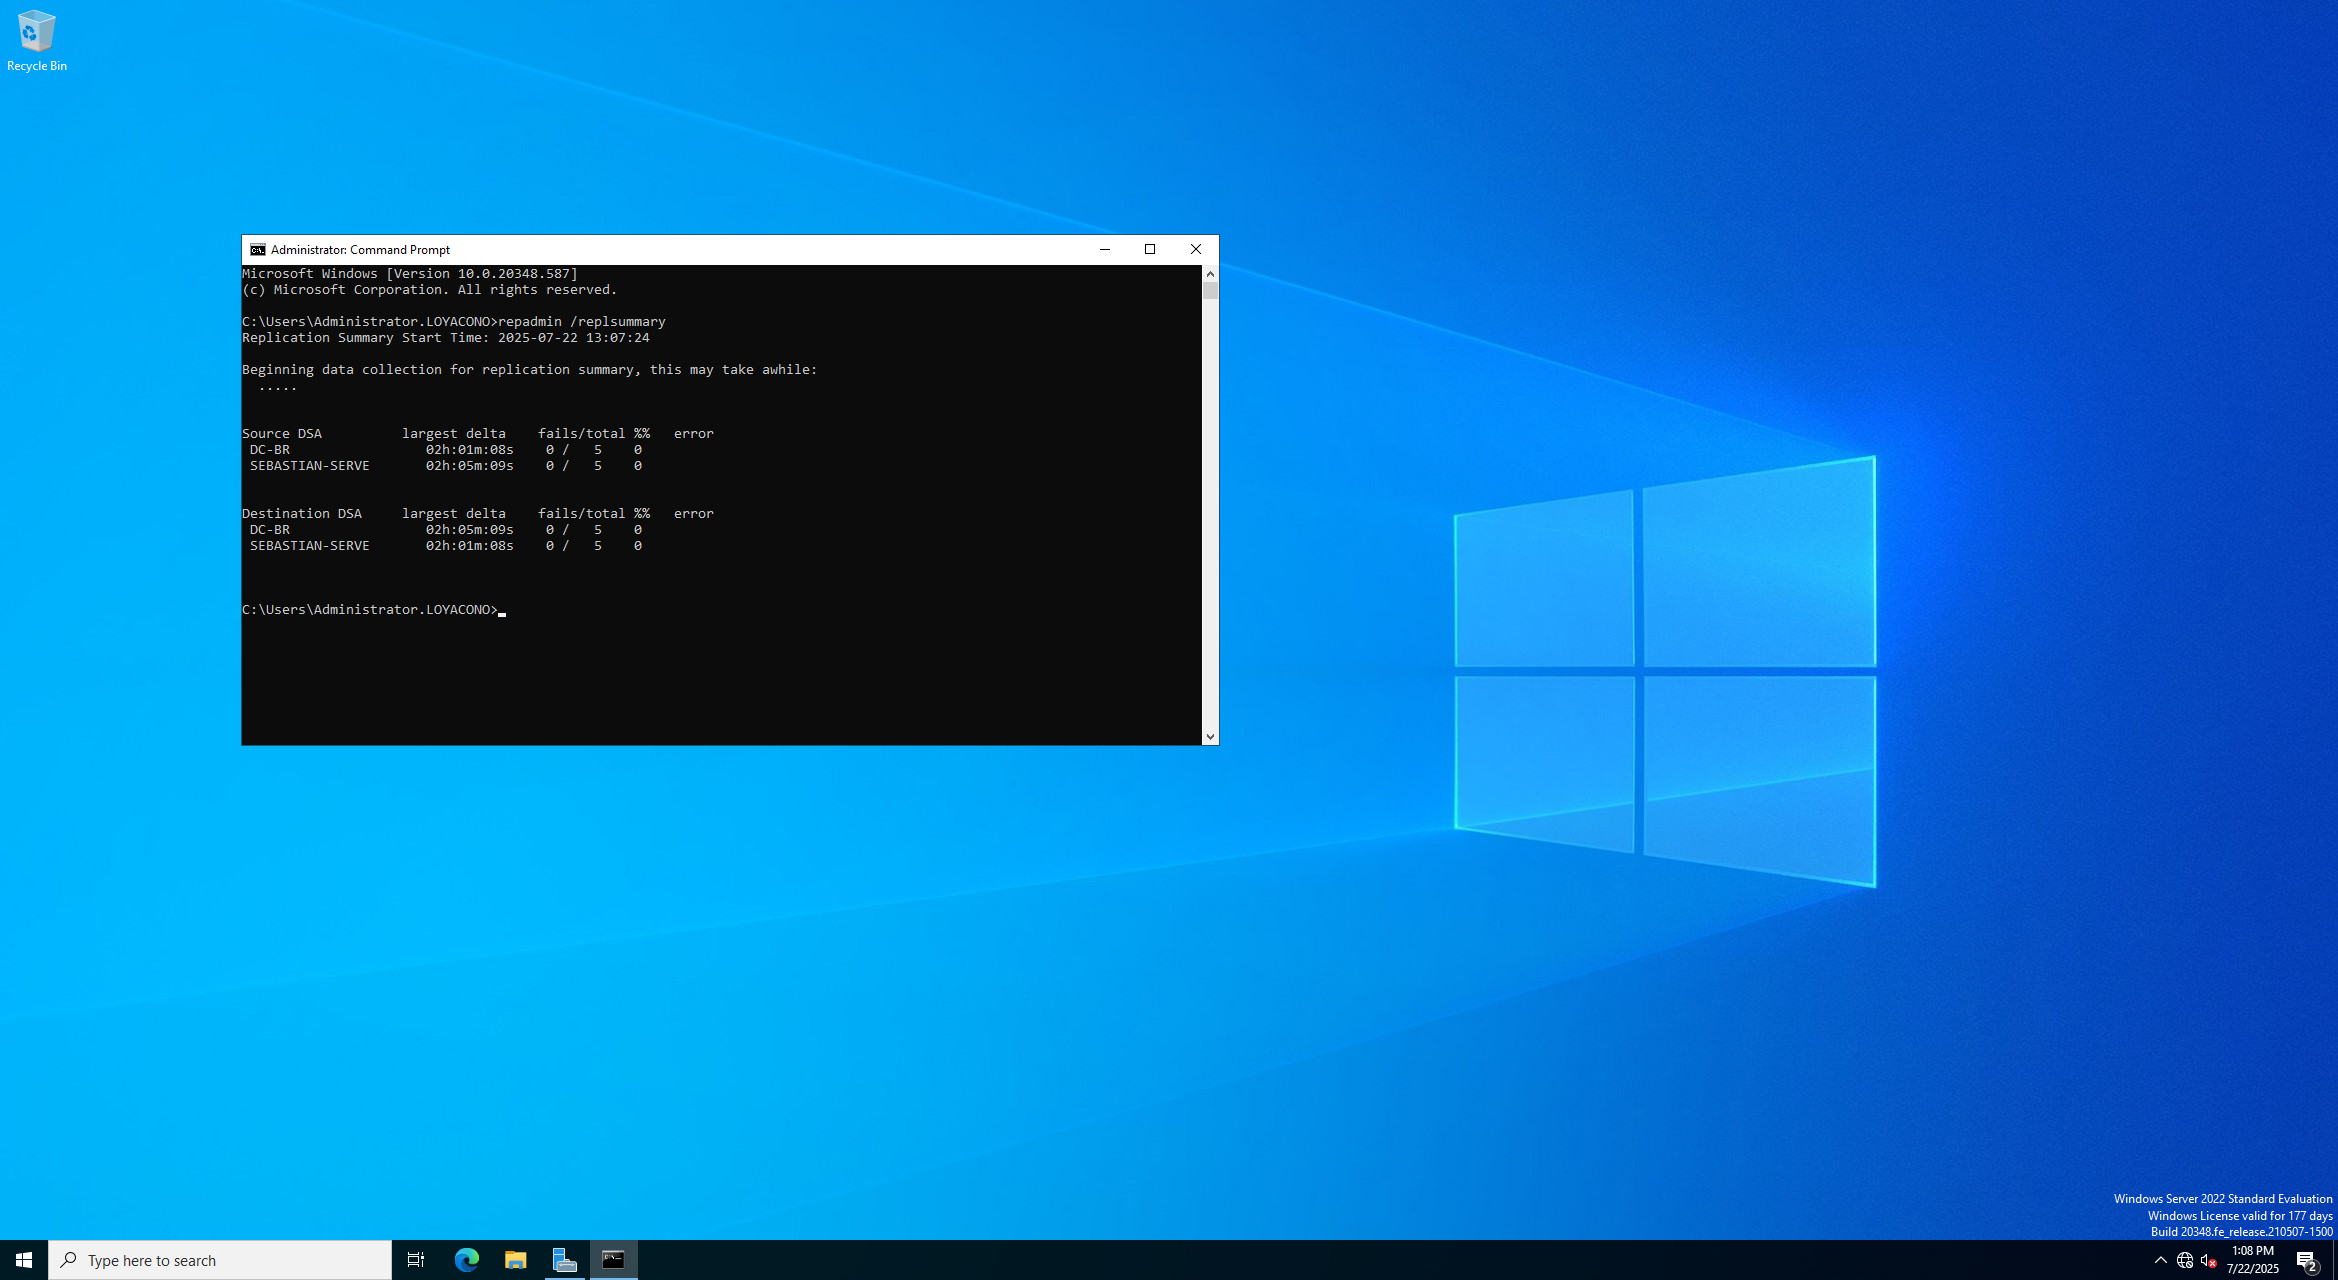 Recycle Bin
Administrator: Command Prompt
Microsoft Windows [Version 10.0.20348.587]
(c) Microsoft Corporation. All rights reserved.
C:\Users\Administrator.LOYACONO>repadmin /replsummary
Replication Summary Start Time: 2025-07-22 13:07:24
Beginning data collection for replication summary, this may take awhile:
.....
Source DSA          largest delta    fails/total %%   error
DC-BR                 02h:01m:08s    0 /   5    0
SEBASTIAN-SERVE       02h:05m:09s    0 /   5    0
Destination DSA     largest delta    fails/total %%   error
DC-BR                 02h:05m:09s    0 /   5    0
SEBASTIAN-SERVE       02h:01m:08s    0 /   5    0
C:\Users\Administrator.LOYACONO>
Windows Server 2022 Standard Evaluation
Windows License valid for 177 days
Build 20348.fe_release.210507-1500
Type here to search
1:08 PM
7/22/2025
2